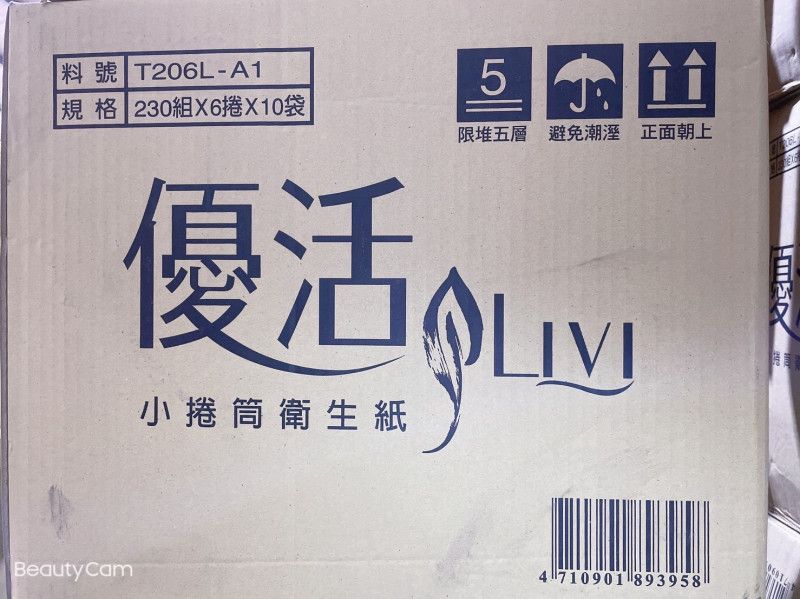 料號 T206L-A1
規格 230組X6捲X10袋
5
限堆五層 避免潮溼 正面朝上
優活
LIVI
小捲筒衛生紙
4 710901 893958
BeautyCam